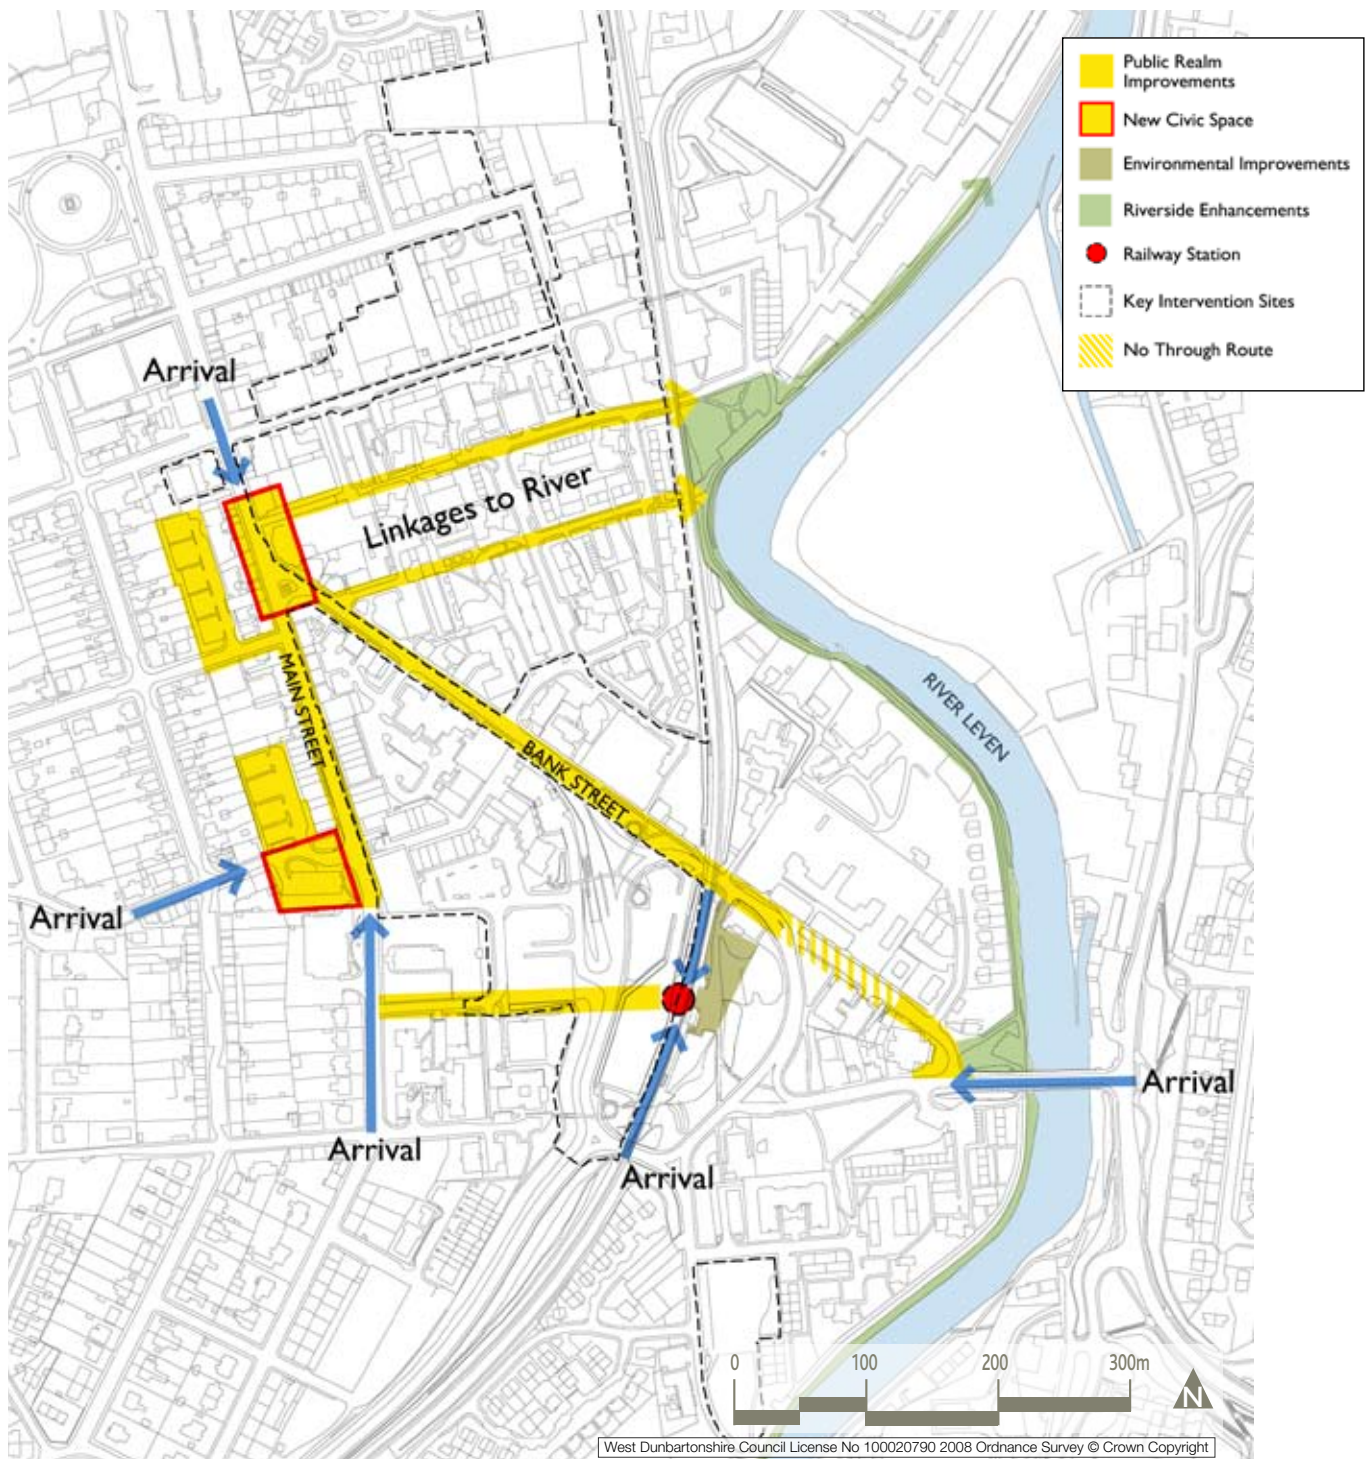 Public Realm
Improvements
New Civic Space
Environmental Improvements
Riverside Enhancements
Railway Station
Key Intervention Sites
No Through Route
Arrival
Linkages to River
MAIN STREET
BANK STREET
RIVER LEVEN
Arrival
Arrival
Arrival
Arrival
0 100 200 300m
N
West Dunbartonshire Council License No 100020790 2008 Ordnance Survey © Crown Copyright